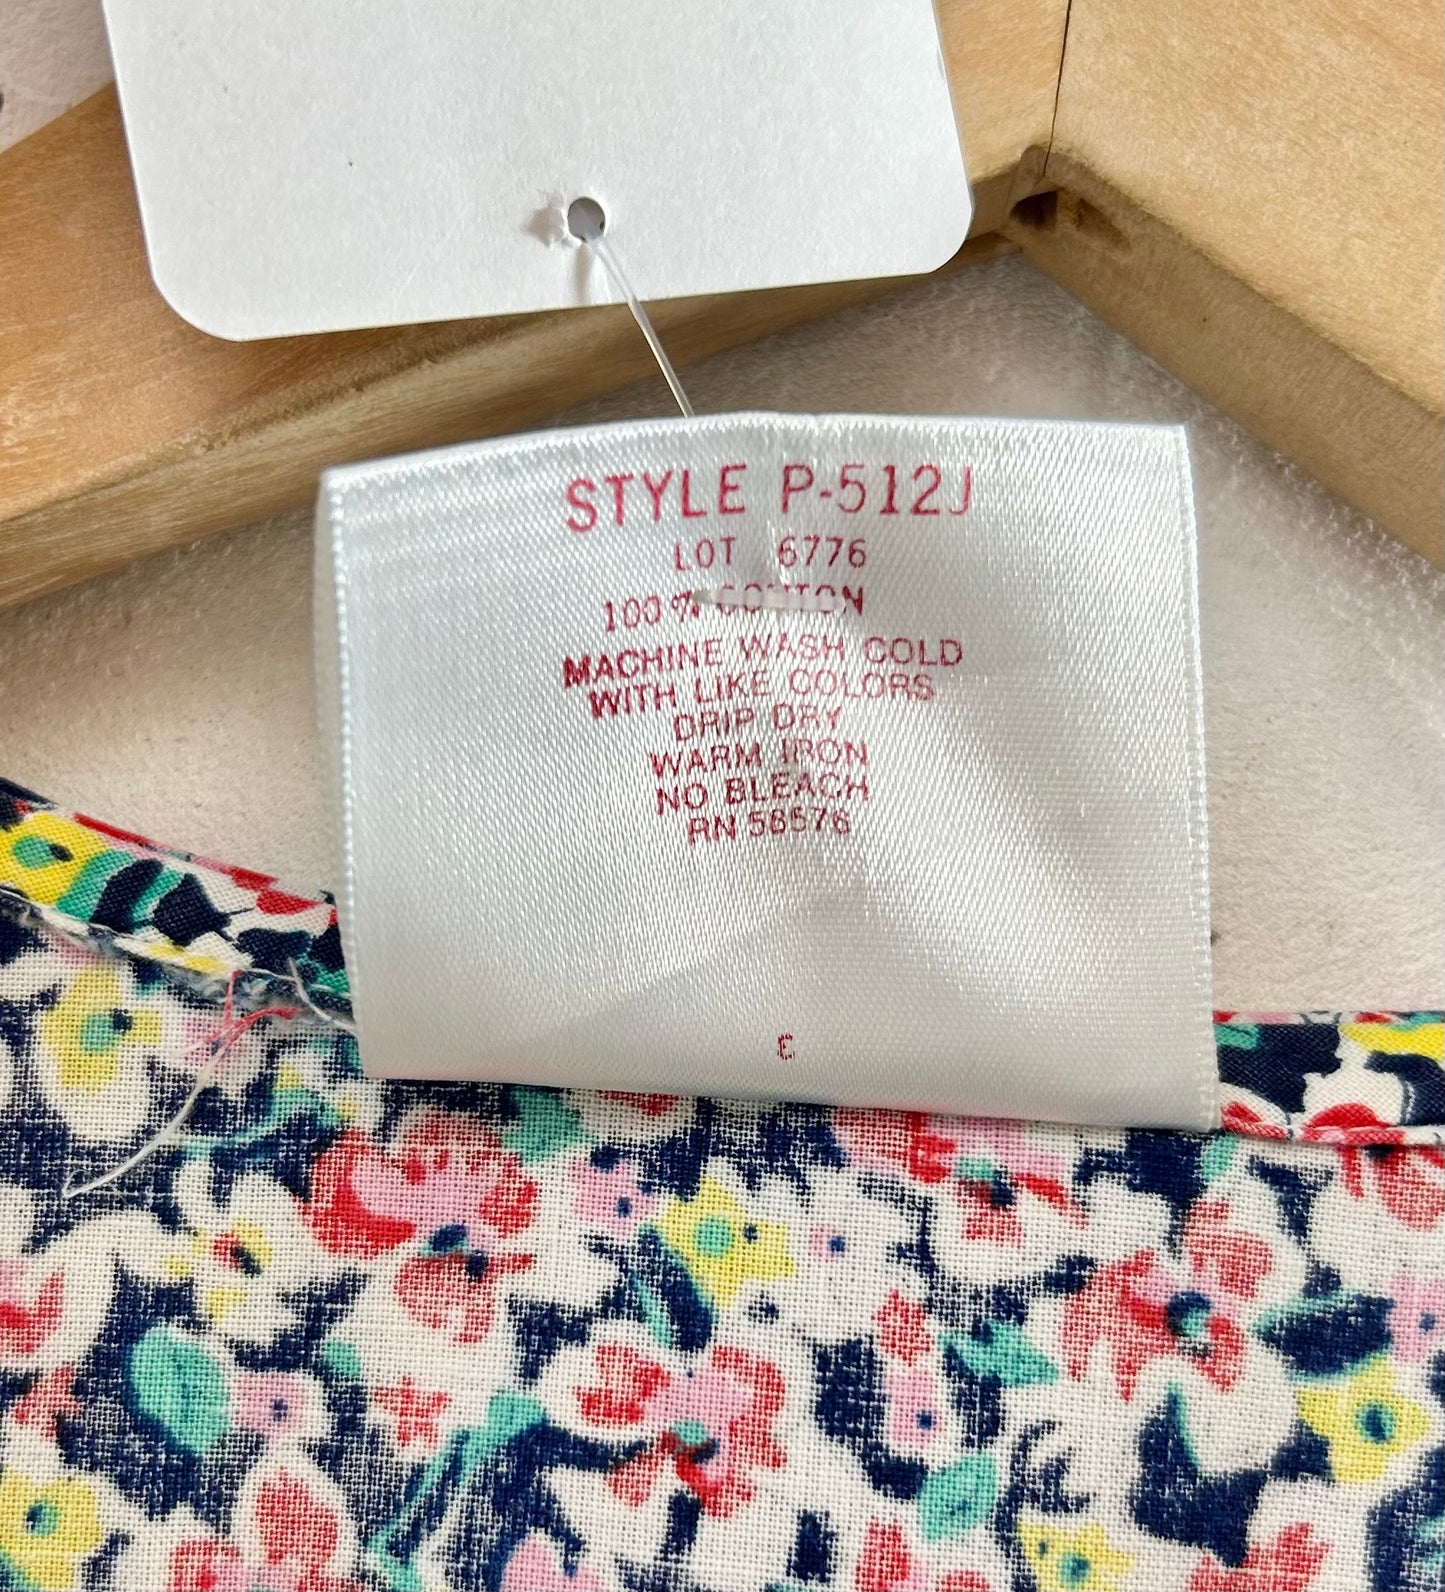 STYLE P-512J
LOT 6776
100% COTTON
MACHINE WASH COLD
WITH LIKE COLORS
DRIP DRY
WARM IRON
NO BLEACH
RN 58576
3